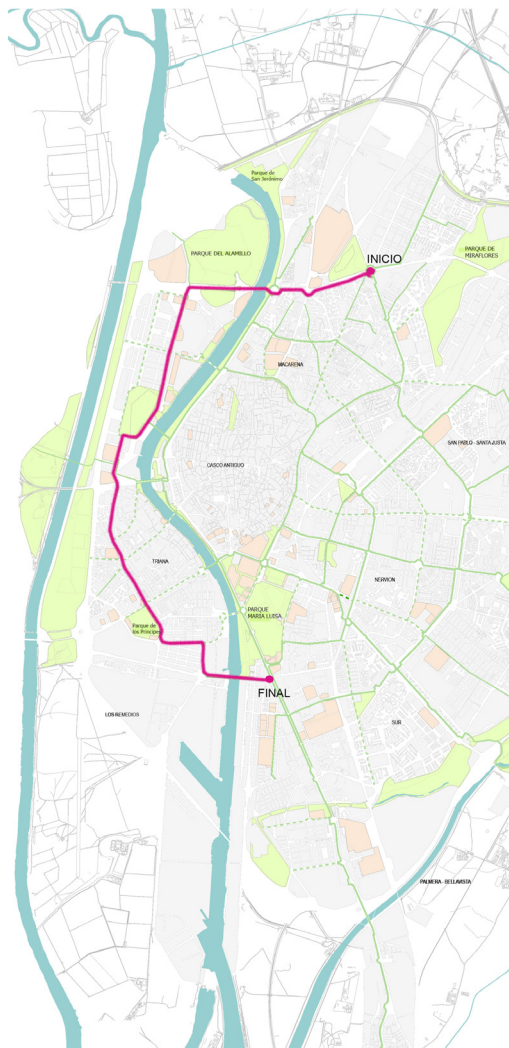 Parque de
San Jerónimo
PARQUE DEL ALAMILLO
PARQUE DE
MIRAFLORES
INICIO
MACARENA
SAN PABLO - SANTA JUSTA
CASCO ANTIGUO
TRIANA
NERVION
PARQUE
MARIA LUISA
Parque de
los Principes
FINAL
LOS REMEDIOS
SUR
PALMERA - BELLAVISTA